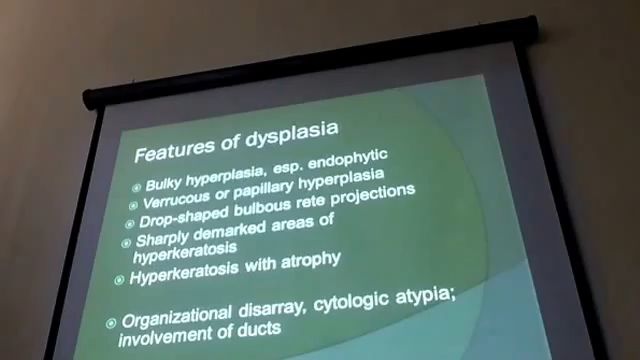 Features of dysplasia
Bulky hyperplasia, esp. endophytic
Verrucous or papillary hyperplasia
Drop-shaped bulbous rete projections
Sharply demarked areas of
hyperkeratosis
Hyperkeratosis with atrophy
Organizational disarray, cytologic atypia;
involvement of ducts